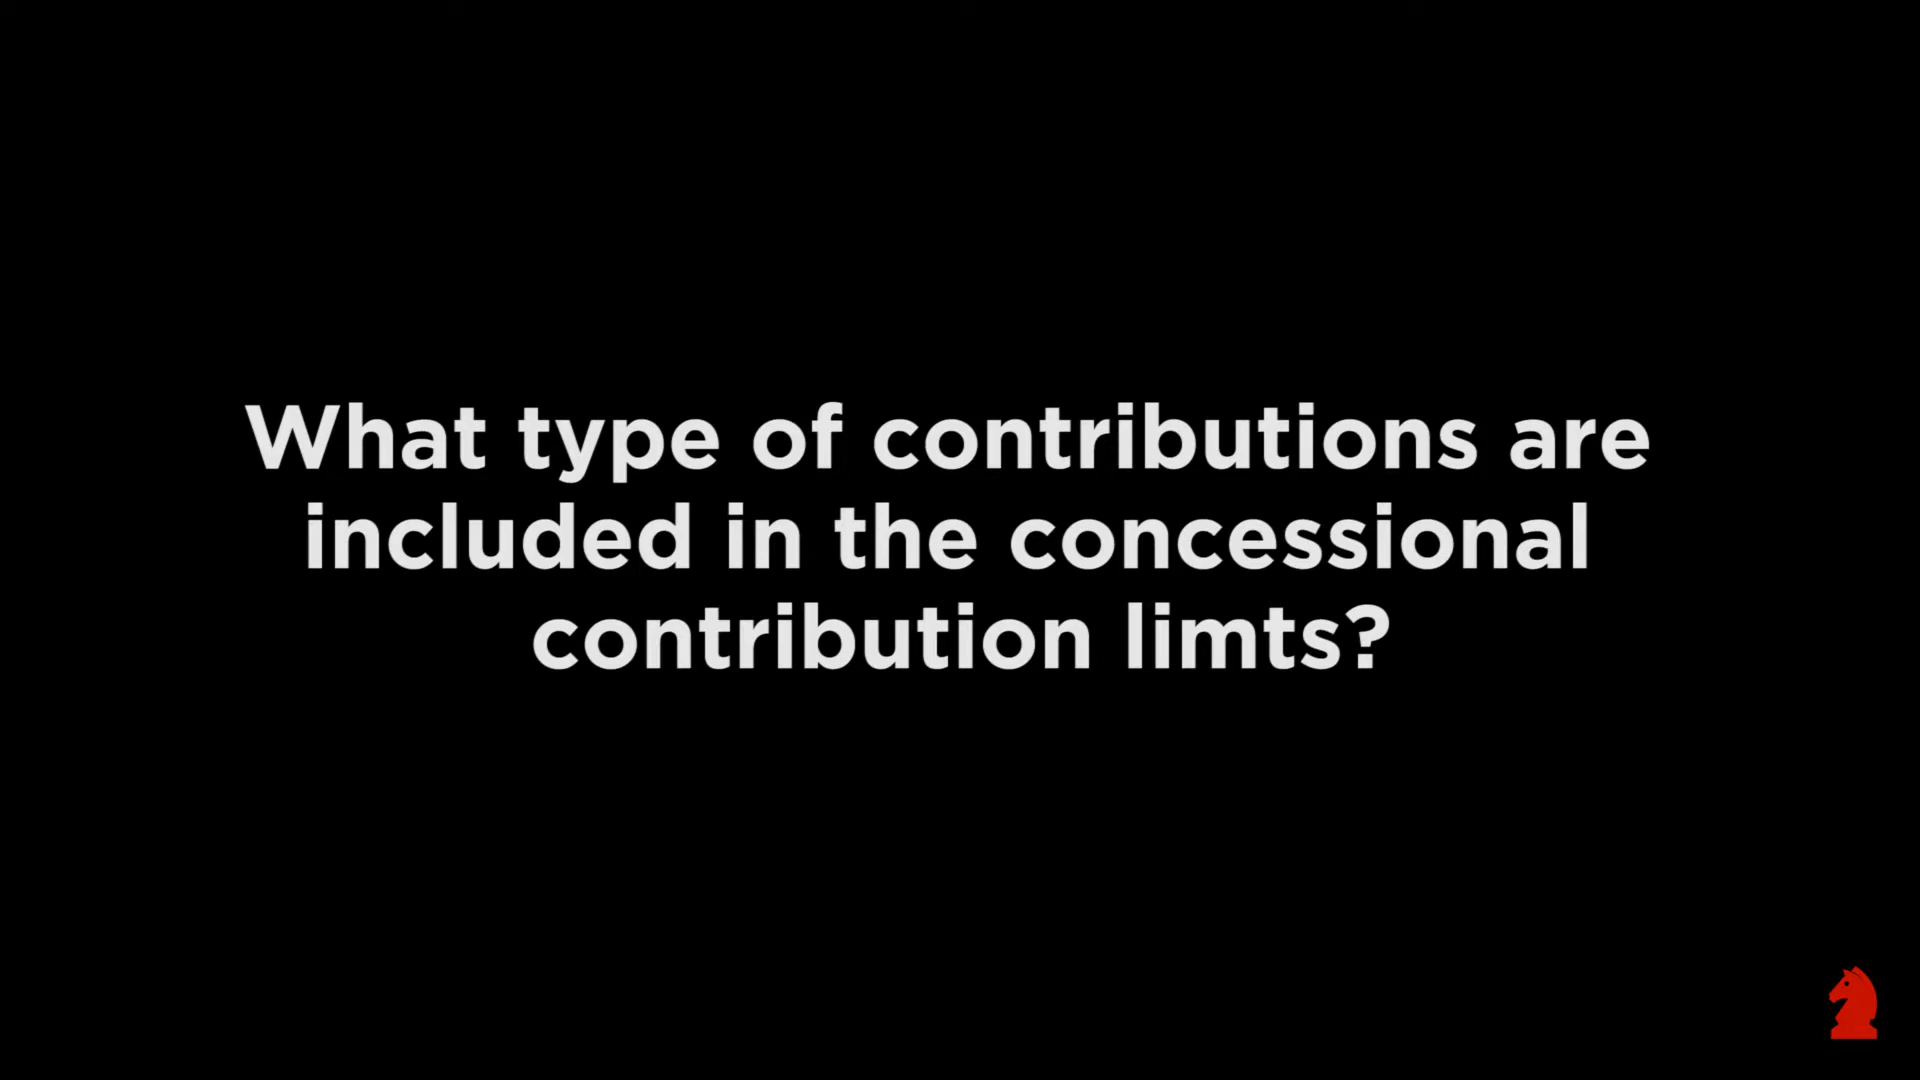 What type of contributions are
included in the concessional
contribution limts?